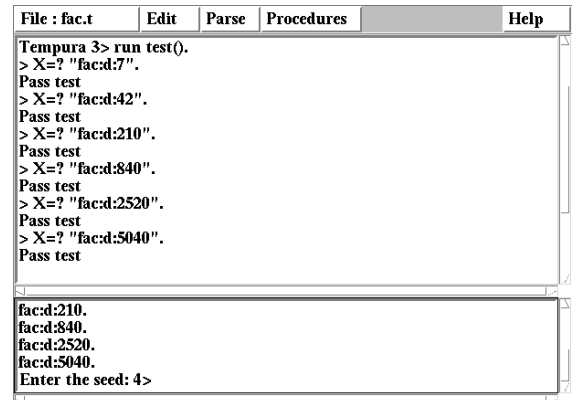 File : fac.t Edit Parse Procedures Help
Tempura 3> run test().
> X=? "fac:d:7".
Pass test
> X=? "fac:d:42".
Pass test
> X=? "fac:d:210".
Pass test
> X=? "fac:d:840".
Pass test
> X=? "fac:d:2520".
Pass test
> X=? "fac:d:5040".
Pass test
fac:d:210.
fac:d:840.
fac:d:2520.
fac:d:5040.
Enter the seed: 4>